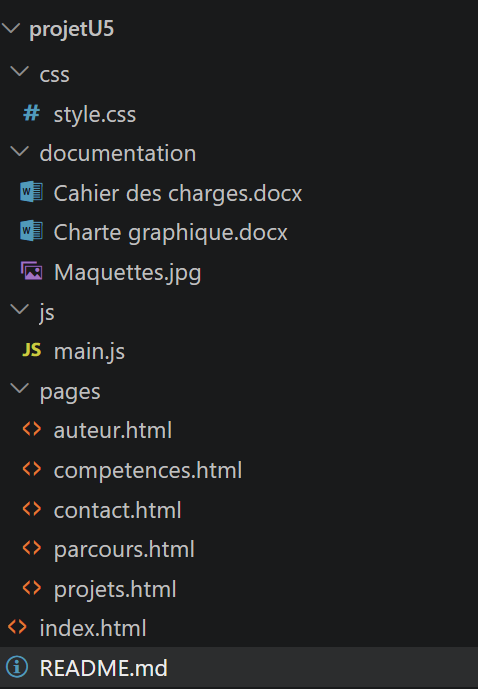 projetU5
css
# style.css
documentation
W Cahier des charges.docx
W Charte graphique.docx
Maquettes.jpg
js
JS main.js
pages
<> auteur.html
<> competences.html
<> contact.html
<> parcours.html
<> projets.html
<> index.html
README.md